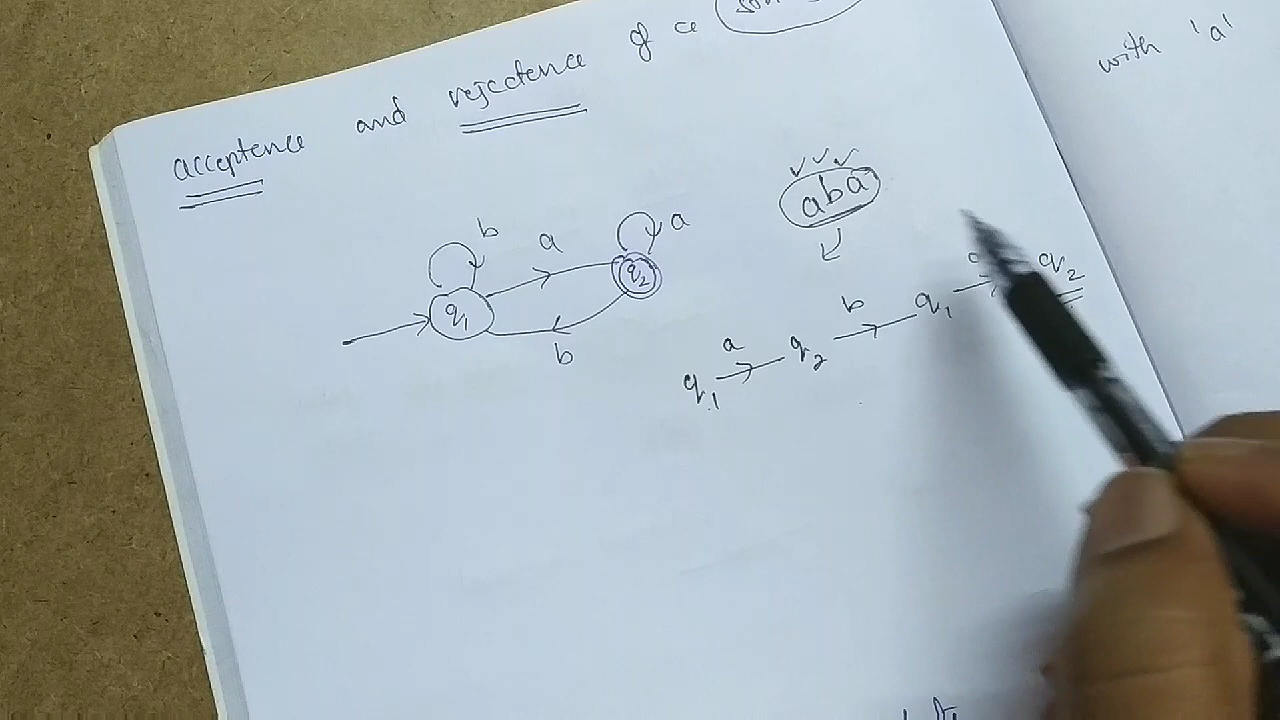 acceptence and rejectence of a
with 'a'
b a a
aba
q1 q2
b
q1 a q2 b q1 q2